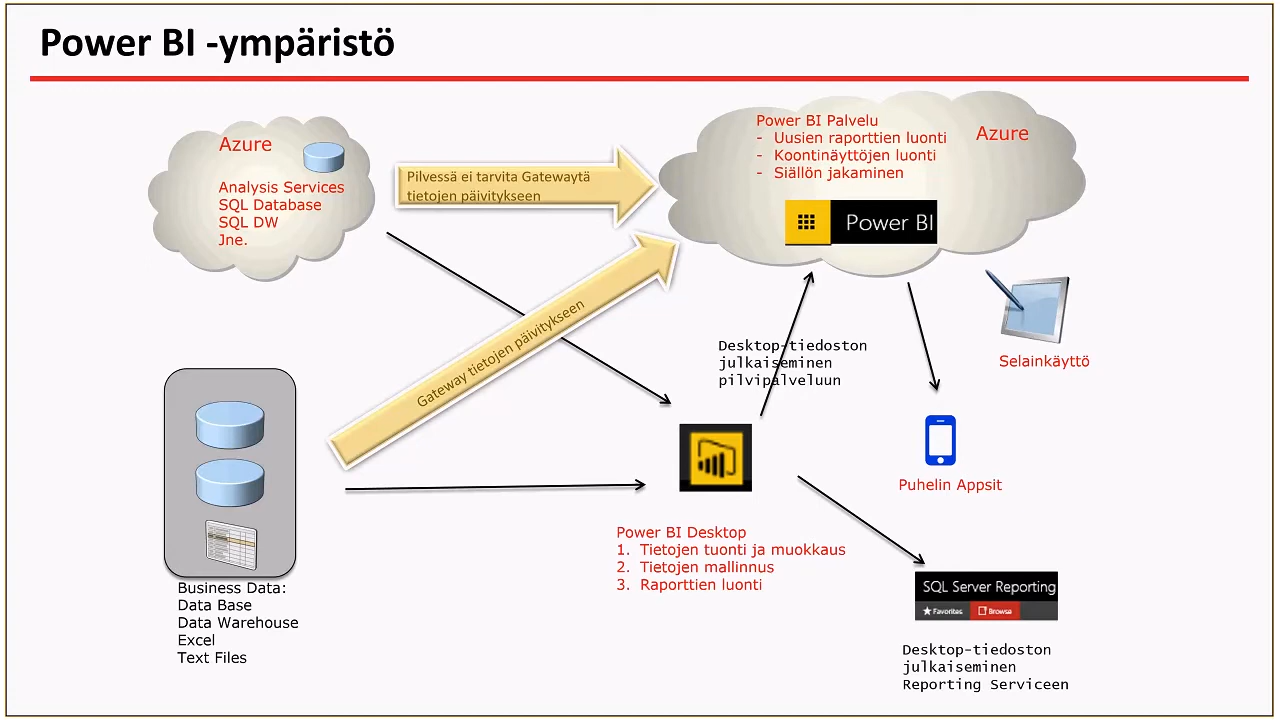 Power BI -ympäristö
Azure
Analysis Services
SQL Database
SQL DW
Jne.
Pilvessä ei tarvita Gatewaytä
tietojen päivitykseen
Power BI Palvelu
- Uusien raporttien luonti
- Koontinäyttöjen luonti
- Siällön jakaminen
Azure
Power BI
Gateway tietojen päivitykseen
Desktop-tiedoston
julkaiseminen
pilvipalveluun
Selainkäyttö
Puhelin Appsit
Business Data:
Data Base
Data Warehouse
Excel
Text Files
Power BI Desktop
1. Tietojen tuonti ja muokkaus
2. Tietojen mallinnus
3. Raporttien luonti
SQL Server Reporting
Favorites Browse
Desktop-tiedoston
julkaiseminen
Reporting Serviceen